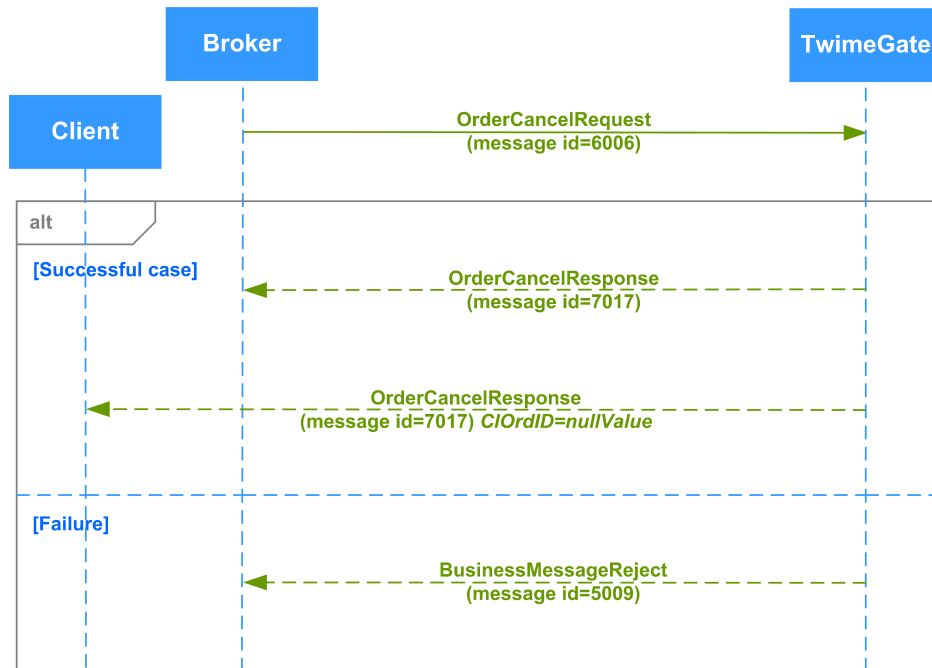 Broker
TwimeGate
Client
OrderCancelRequest
(message id=6006)
alt
[Successful case]
OrderCancelResponse
(message id=7017)
OrderCancelResponse
(message id=7017) ClOrdID=nullValue
[Failure]
BusinessMessageReject
(message id=5009)